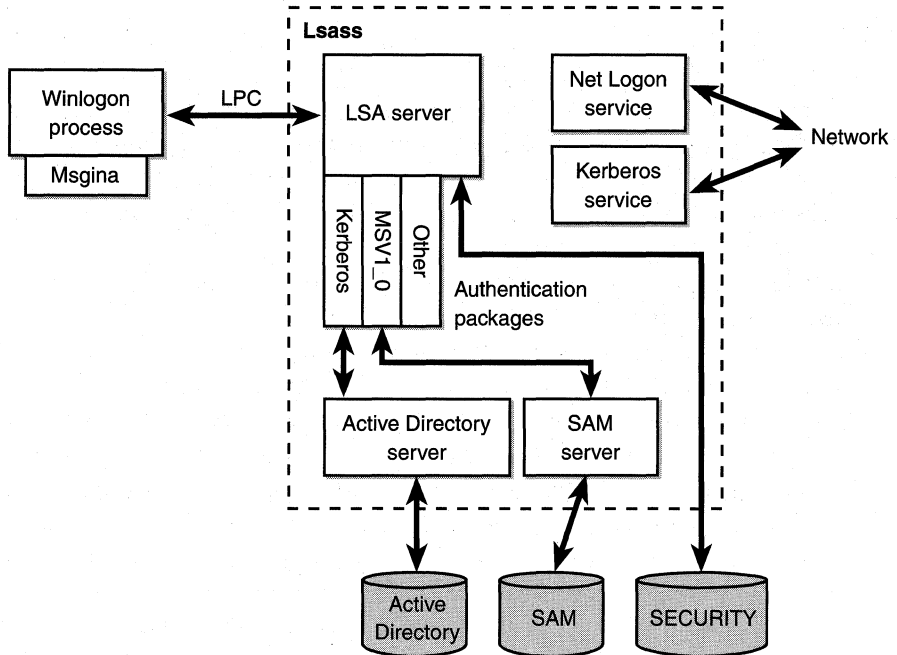 Lsass
Winlogon
process
Msgina
LPC
LSA server
Kerberos
MSV1_0
Other
Authentication
packages
Net Logon
service
Kerberos
service
Network
Active Directory
server
SAM
server
Active
Directory
SAM
SECURITY